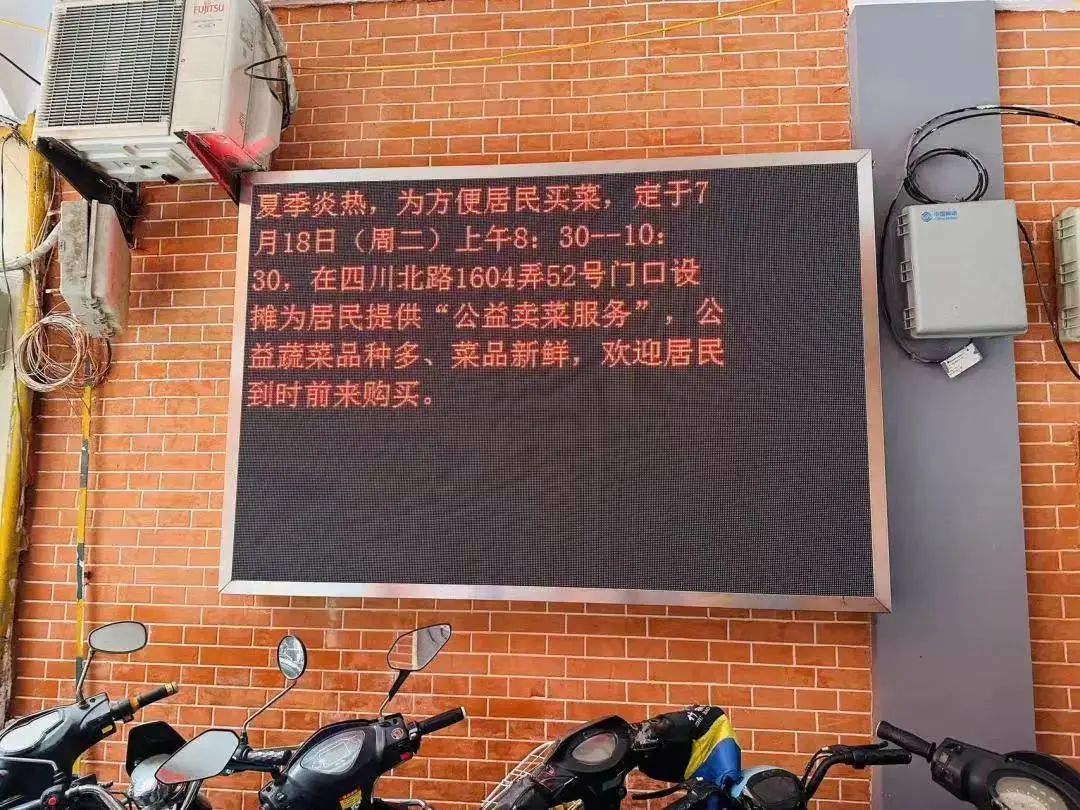 FUJITSU
夏季炎热，为方便居民买菜，定于7
月18日（周二）上午8：30--10：
30，在四川北路1604弄52号门口设
摊为居民提供“公益卖菜服务”，公
益蔬菜品种多、菜品新鲜，欢迎居民
到时前来购买。
中国移动